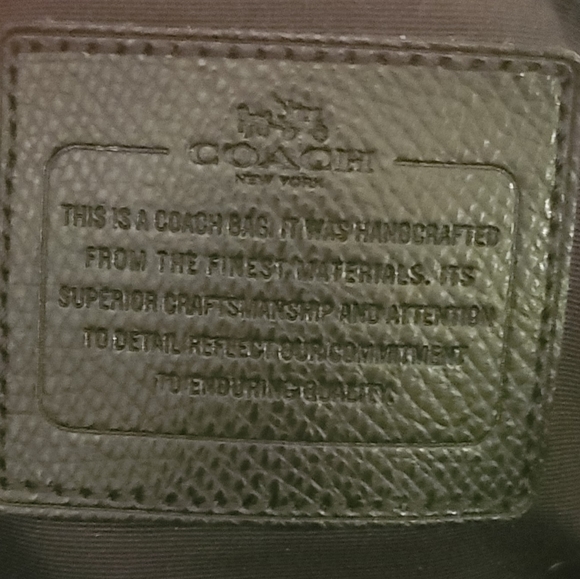 COACH
NEW YORK
THIS IS A COACH BAG. IT WAS HANDCRAFTED
FROM THE FINEST MATERIALS. ITS
SUPERIOR CRAFTSMANSHIP AND ATTENTION
TO DETAIL REFLECT OUR COMMITMENT
TO ENDURING QUALITY.